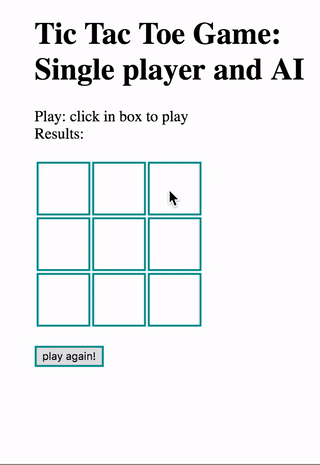 Tic Tac Toe Game:
Single player and AI
Play: click in box to play
Results:
play again!